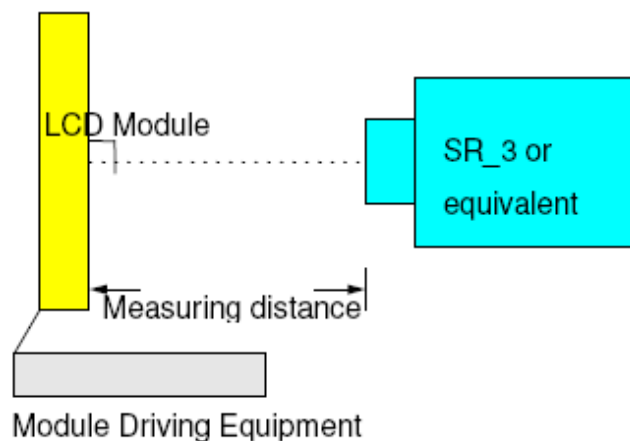 LCD Module
SR_3 or
equivalent
Measuring distance
Module Driving Equipment